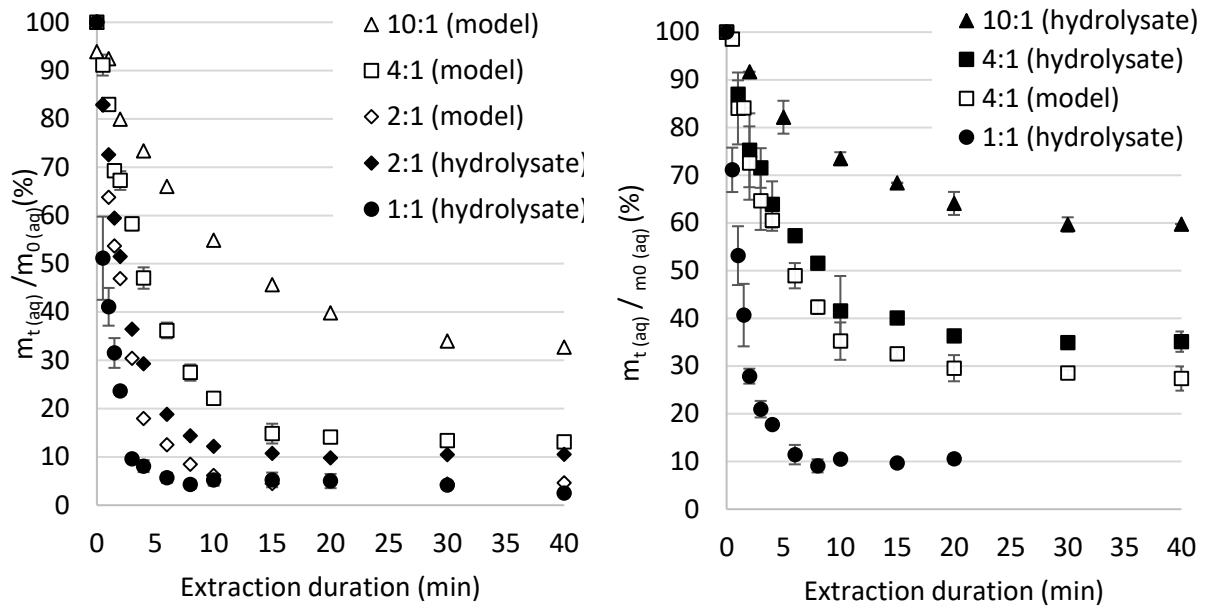 100
90
80
70
60
50
40
30
20
10
0
m_t (aq) /m_0 (aq) (%)
0 5 10 15 20 25 30 35 40
Extraction duration (min)
10:1 (model)
4:1 (model)
2:1 (model)
2:1 (hydrolysate)
1:1 (hydrolysate)
100
90
80
70
60
50
40
30
20
10
0
m_t (aq) / m0 (aq) (%)
0 5 10 15 20 25 30 35 40
Extraction duration (min)
10:1 (hydrolysate)
4:1 (hydrolysate)
4:1 (model)
1:1 (hydrolysate)